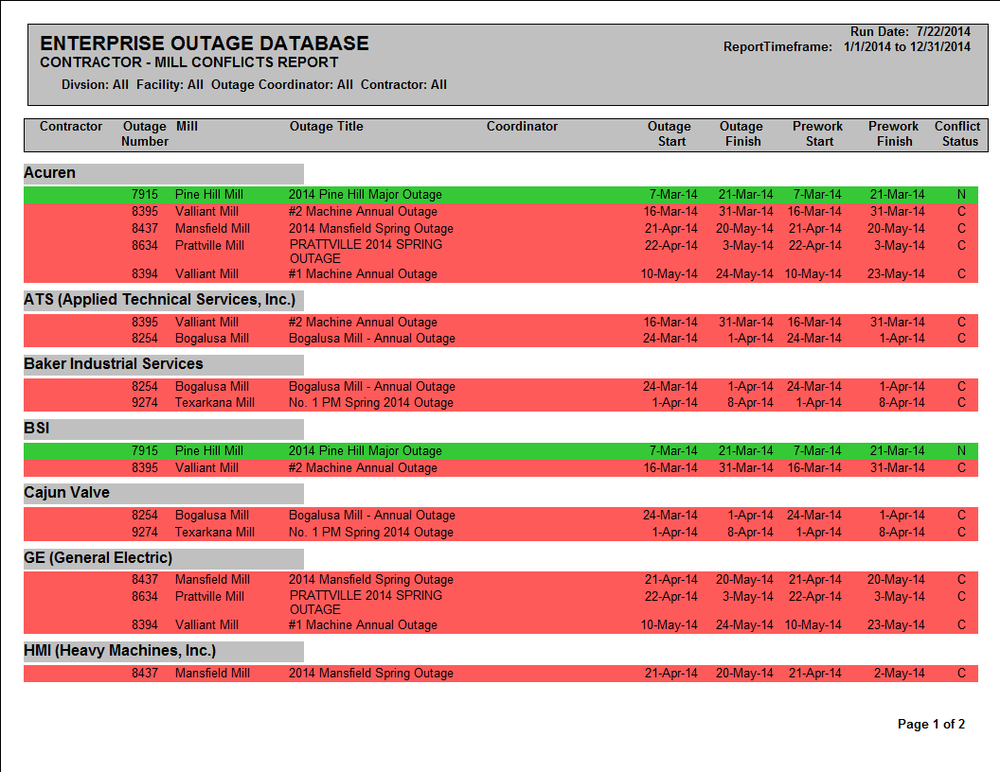 ENTERPRISE OUTAGE DATABASE
CONTRACTOR - MILL CONFLICTS REPORT
Run Date: 7/22/2014
ReportTimeframe: 1/1/2014 to 12/31/2014
Divsion: All Facility: All Outage Coordinator: All Contractor: All
Contractor Outage Mill Outage Title Coordinator Outage Outage Prework Prework Conflict
Number Start Finish Start Finish Status
Acuren
7915 Pine Hill Mill 2014 Pine Hill Major Outage 7-Mar-14 21-Mar-14 7-Mar-14 21-Mar-14 N
8395 Valliant Mill #2 Machine Annual Outage 16-Mar-14 31-Mar-14 16-Mar-14 31-Mar-14 C
8437 Mansfield Mill 2014 Mansfield Spring Outage 21-Apr-14 20-May-14 21-Apr-14 20-May-14 C
8634 Prattville Mill PRATTVILLE 2014 SPRING 22-Apr-14 3-May-14 22-Apr-14 3-May-14 C
OUTAGE
8394 Valliant Mill #1 Machine Annual Outage 10-May-14 24-May-14 10-May-14 23-May-14 C
ATS (Applied Technical Services, Inc.)
8395 Valliant Mill #2 Machine Annual Outage 16-Mar-14 31-Mar-14 16-Mar-14 31-Mar-14 C
8254 Bogalusa Mill Bogalusa Mill - Annual Outage 24-Mar-14 1-Apr-14 24-Mar-14 1-Apr-14 C
Baker Industrial Services
8254 Bogalusa Mill Bogalusa Mill - Annual Outage 24-Mar-14 1-Apr-14 24-Mar-14 1-Apr-14 C
9274 Texarkana Mill No. 1 PM Spring 2014 Outage 1-Apr-14 8-Apr-14 1-Apr-14 8-Apr-14 C
BSI
7915 Pine Hill Mill 2014 Pine Hill Major Outage 7-Mar-14 21-Mar-14 7-Mar-14 21-Mar-14 N
8395 Valliant Mill #2 Machine Annual Outage 16-Mar-14 31-Mar-14 16-Mar-14 31-Mar-14 C
Cajun Valve
8254 Bogalusa Mill Bogalusa Mill - Annual Outage 24-Mar-14 1-Apr-14 24-Mar-14 1-Apr-14 C
9274 Texarkana Mill No. 1 PM Spring 2014 Outage 1-Apr-14 8-Apr-14 1-Apr-14 8-Apr-14 C
GE (General Electric)
8437 Mansfield Mill 2014 Mansfield Spring Outage 21-Apr-14 20-May-14 21-Apr-14 20-May-14 C
8634 Prattville Mill PRATTVILLE 2014 SPRING 22-Apr-14 3-May-14 22-Apr-14 3-May-14 C
OUTAGE
8394 Valliant Mill #1 Machine Annual Outage 10-May-14 24-May-14 10-May-14 23-May-14 C
HMI (Heavy Machines, Inc.)
8437 Mansfield Mill 2014 Mansfield Spring Outage 21-Apr-14 20-May-14 21-Apr-14 2-May-14 C
Page 1 of 2